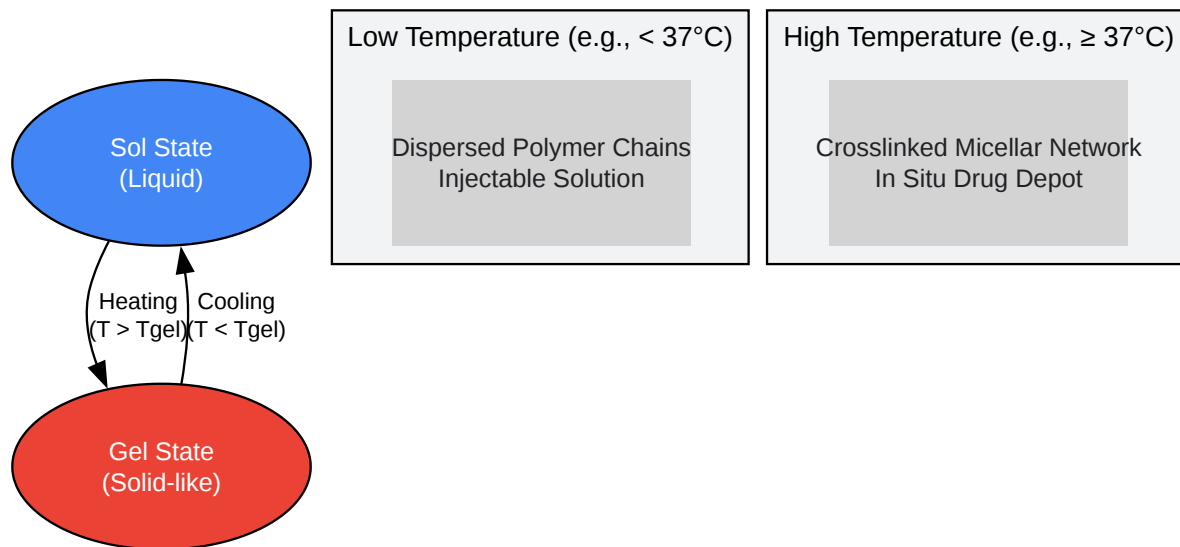 Low Temperature (e.g., < 37°C)
High Temperature (e.g., ≥ 37°C)
Sol State
(Liquid)
Dispersed Polymer Chains
Injectable Solution
Crosslinked Micellar Network
In Situ Drug Depot
Heating
(T > Tgel)
Cooling
(T < Tgel)
Gel State
(Solid-like)